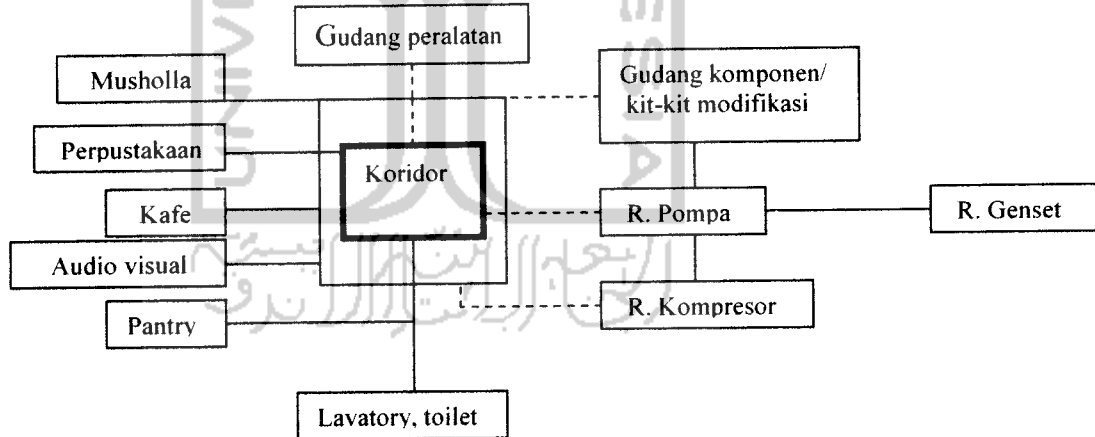 Gudang peralatan
Musholla
Gudang komponen/
kit-kit modifikasi
Perpustakaan
Koridor
Kafe
R. Pompa
R. Genset
Audio visual
R. Kompresor
Pantry
Lavatory, toilet